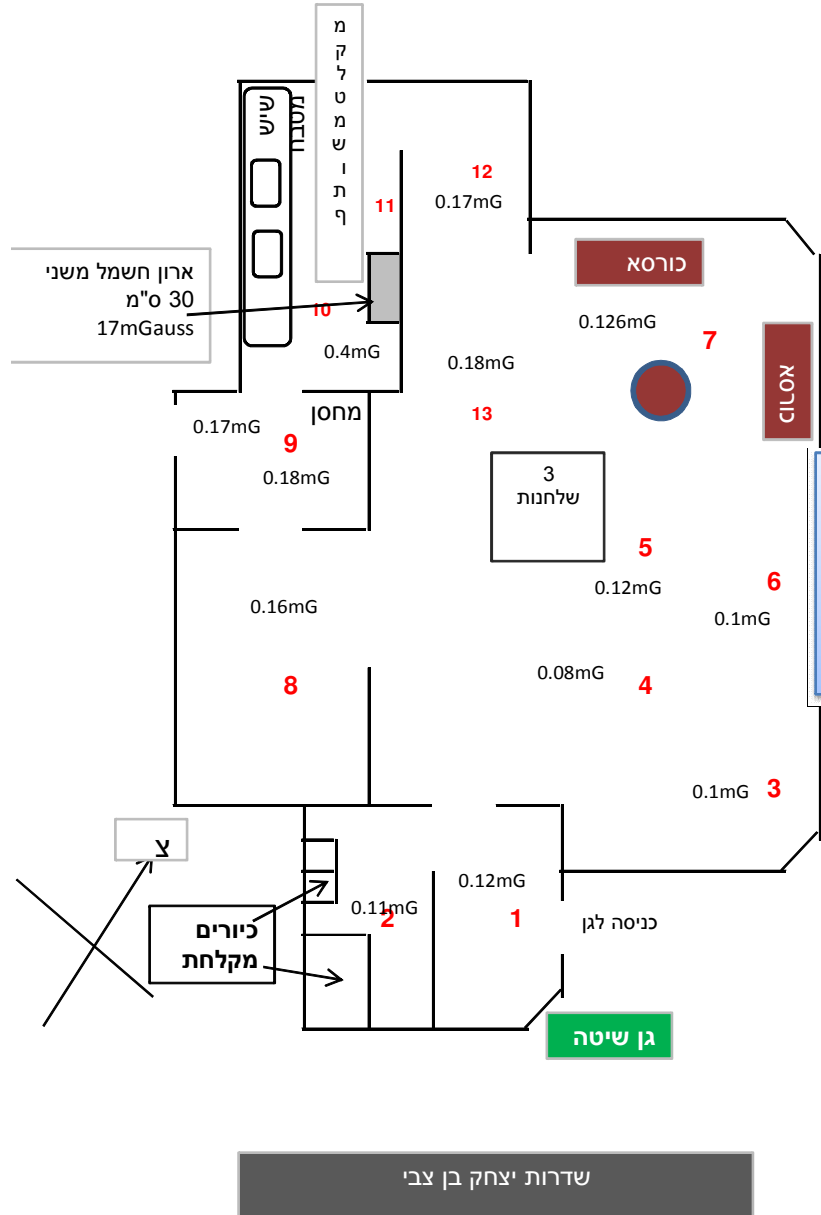 מקלט משותף
שיש
מטבח
12
0.17mG
11
כורסא
ארון חשמל משני
30 ס"מ
17mGauss
10
0.126mG
7
0.4mG
0.18mG
כורסא
מחסן
0.17mG
9
13
0.18mG
3
שלחנות
5
0.12mG
6
0.16mG
0.1mG
8
0.08mG
4
0.1mG
3
צ
0.12mG
0.11mG
2
1
כניסה לגן
כיורים
מקלחת
גן שיטה
שדרות יצחק בן צבי